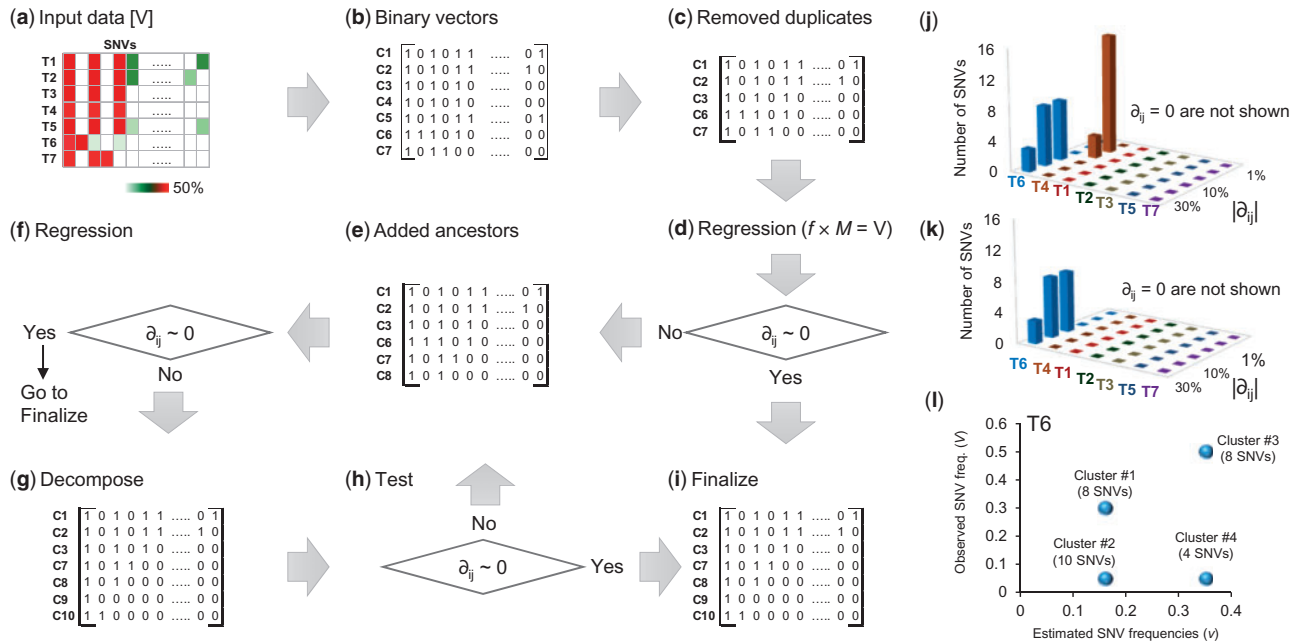 (a) Input data [V]
SNVs
T1 .....
T2 .....
T3 .....
T4 .....
T5 .....
T6 .....
T7 .....
50%
(b) Binary vectors
C1 1 0 1 0 1 1 ..... 0 1
C2 1 0 1 0 1 1 ..... 1 0
C3 1 0 1 0 1 0 ..... 0 0
C4 1 0 1 0 1 0 ..... 0 0
C5 1 0 1 0 1 1 ..... 0 1
C6 1 1 1 0 1 1 ..... 0 0
C7 1 0 1 1 0 0 ..... 0 0
(c) Removed duplicates
C1 1 0 1 0 1 1 ..... 0 1
C2 1 0 1 0 1 1 ..... 1 0
C3 1 0 1 0 1 0 ..... 0 0
C6 1 1 1 1 0 0 ..... 0 0
C7 1 0 1 1 0 0 ..... 0 0
(d) Regression (f × M = V)
∂ij ~ 0
No
Yes
(e) Added ancestors
C1 1 0 1 0 1 1 ..... 0 1
C2 1 0 1 0 1 1 ..... 1 0
C3 1 0 1 0 1 0 ..... 0 0
C6 1 1 1 1 0 0 ..... 0 0
C7 1 0 1 1 0 0 ..... 0 0
C8 1 0 1 0 0 0 ..... 0 0
(f) Regression
Yes
∂ij ~ 0
No
Go to
Finalize
(g) Decompose
C1 1 0 1 0 1 1 ..... 0 1
C2 1 0 1 0 1 1 ..... 1 0
C3 1 0 1 0 1 0 ..... 0 0
C7 1 0 1 1 0 0 ..... 0 0
C8 1 0 1 0 0 0 ..... 0 0
C9 1 0 0 0 0 0 ..... 0 0
C10 1 1 0 0 0 0 ..... 0 0
(h) Test
No
∂ij ~ 0
Yes
(i) Finalize
C1 1 0 1 0 1 1 ..... 0 1
C2 1 0 1 0 1 1 ..... 1 0
C3 1 0 1 0 1 0 ..... 0 0
C7 1 0 1 1 0 0 ..... 0 0
C8 1 0 1 0 0 0 ..... 0 0
C9 1 0 0 0 0 0 ..... 0 0
C10 1 1 0 0 0 0 ..... 0 0
(j)
Number of SNVs
16
12
8
4
0
∂ij = 0 are not shown
T6 T4 T1 T2 T3 T5 T7
30% 10% 1%
|∂ij|
(k)
Number of SNVs
16
12
8
4
0
∂ij = 0 are not shown
T6 T4 T1 T2 T3 T5 T7
30% 10% 1%
|∂ij|
(l)
T6
Observed SNV freq. (V)
0.6
0.5
0.4
0.3
0.2
0.1
0
Cluster #3
(8 SNVs)
Cluster #1
(8 SNVs)
Cluster #2
(10 SNVs)
Cluster #4
(4 SNVs)
0 0.1 0.2 0.3 0.4
Estimated SNV frequencies (v)